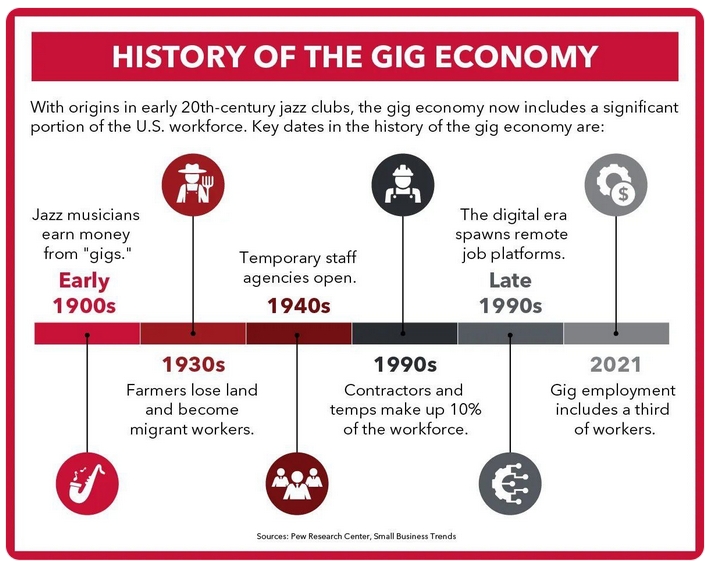 HISTORY OF THE GIG ECONOMY
With origins in early 20th-century jazz clubs, the gig economy now includes a significant
portion of the U.S. workforce. Key dates in the history of the gig economy are:
Jazz musicians
earn money
from "gigs."
Early
1900s
1930s
Farmers lose land
and become
migrant workers.
Temporary staff
agencies open.
1940s
1990s
Contractors and
temps make up 10%
of the workforce.
The digital era
spawns remote
job platforms.
Late
1990s
$
2021
Gig employment
includes a third
of workers.
Sources: Pew Research Center, Small Business Trends